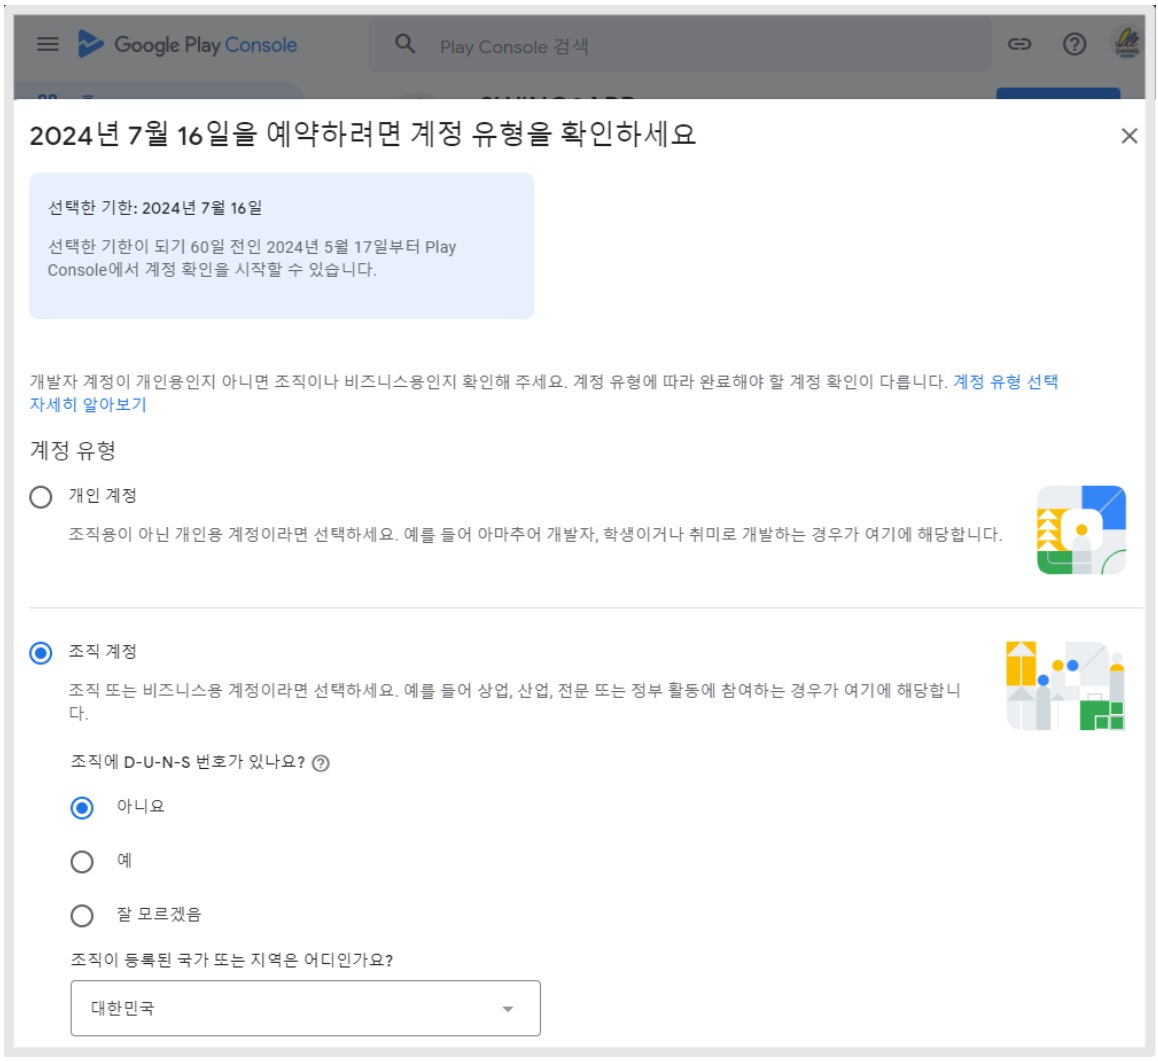 Google Play Console
Play Console 검색
2024년 7월 16일을 예약하려면 계정 유형을 확인하세요
선택한 기한: 2024년 7월 16일
선택한 기한이 되기 60일 전인 2024년 5월 17일부터 Play
Console에서 계정 확인을 시작할 수 있습니다.
개발자 계정이 개인용인지 아니면 조직이나 비즈니스용인지 확인해 주세요. 계정 유형에 따라 완료해야 할 계정 확인이 다릅니다. 계정 유형 선택
자세히 알아보기
계정 유형
개인 계정
조직용이 아닌 개인용 계정이라면 선택하세요. 예를 들어 아마추어 개발자, 학생이거나 취미로 개발하는 경우가 여기에 해당합니다.
조직 계정
조직 또는 비즈니스용 계정이라면 선택하세요. 예를 들어 상업, 산업, 전문 또는 정부 활동에 참여하는 경우가 여기에 해당합니
다.
조직에 D-U-N-S 번호가 있나요?
아니요
예
잘 모르겠음
조직이 등록된 국가 또는 지역은 어디인가요?
대한민국